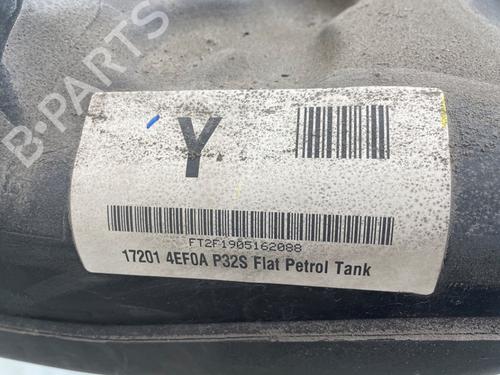 B-PARTS
Y
FT2F1905162088
17201 4EF0A P32S Flat Petrol Tank